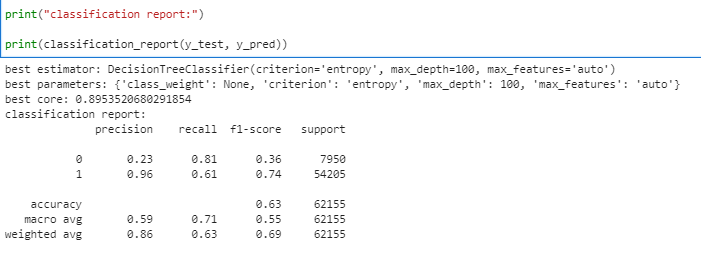 print("classification report:")
print(classification_report(y_test, y_pred))
best estimator: DecisionTreeClassifier(criterion='entropy', max_depth=100, max_features='auto')
best parameters: {'class_weight': None, 'criterion': 'entropy', 'max_depth': 100, 'max_features': 'auto'}
best core: 0.8953520680291854
classification report:
precision recall f1-score support
0 0.23 0.81 0.36 7950
1 0.96 0.61 0.74 54205
accuracy 0.63 62155
macro avg 0.59 0.71 0.55 62155
weighted avg 0.86 0.63 0.69 62155